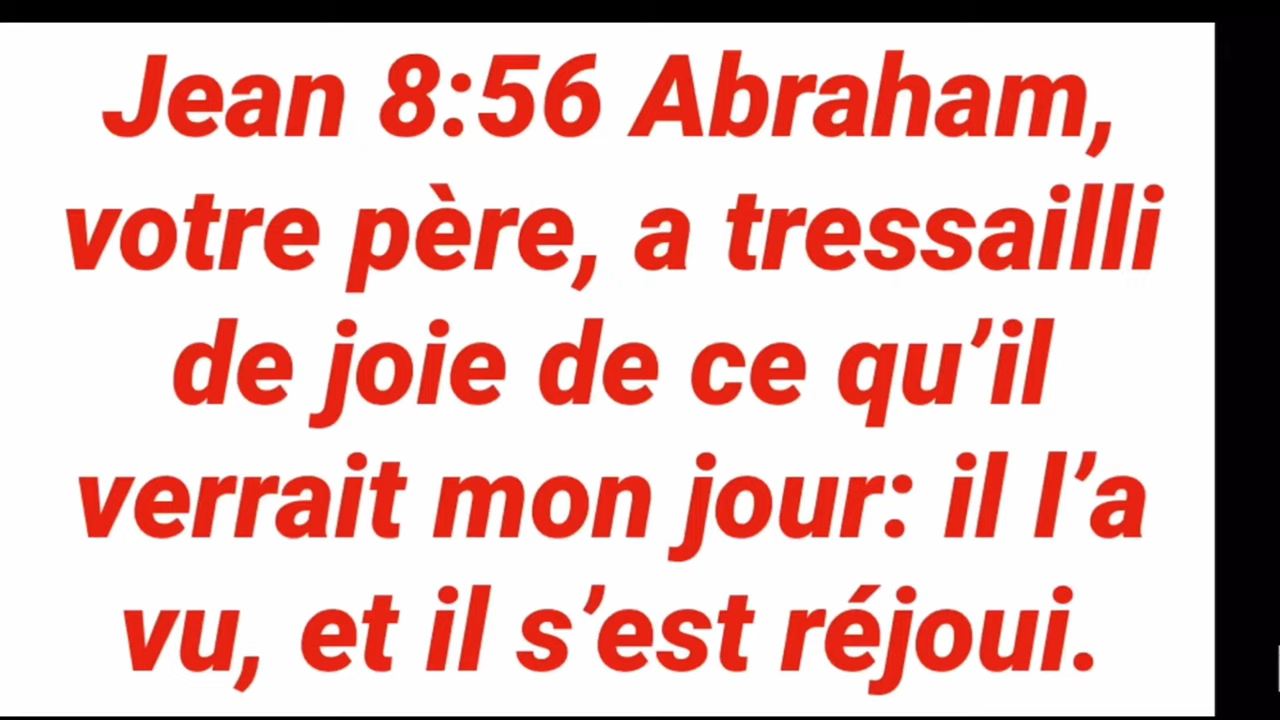 Jean 8:56 Abraham,
votre père, a tressailli
de joie de ce qu’il
verrait mon jour: il l’a
vu, et il s’est réjoui.